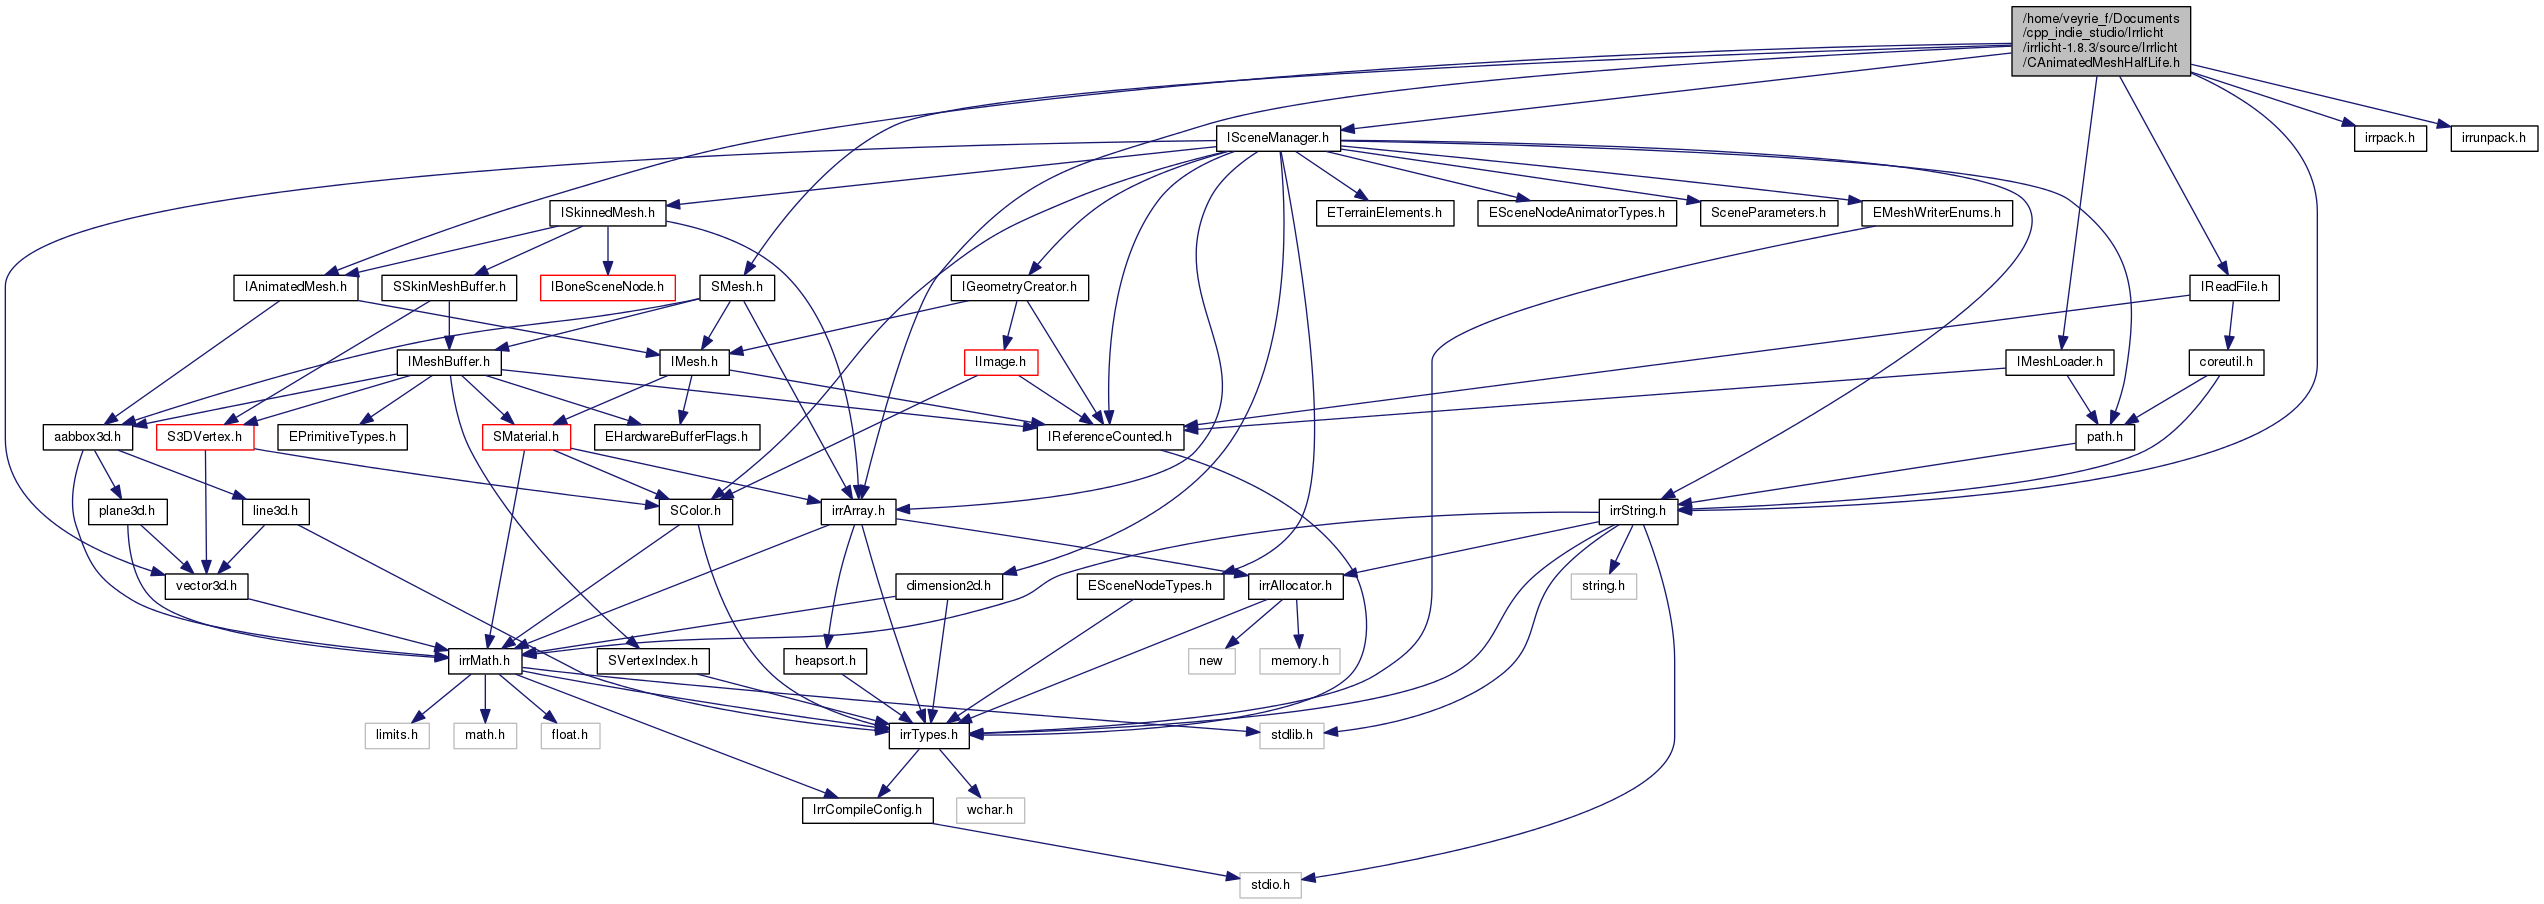 /home/veyrie_f/Documents
/cpp_indie_studio/Irrlicht
/irrlicht-1.8.3/source/Irrlicht
/CAnimatedMeshHalfLife.h
ISceneManager.h
irrpack.h
irrunpack.h
ISkinnedMesh.h
ETerrainElements.h
ESceneNodeAnimatorTypes.h
SceneParameters.h
EMeshWriterEnums.h
IAnimatedMesh.h
SSkinMeshBuffer.h
IBoneSceneNode.h
SMesh.h
IGeometryCreator.h
IReadFile.h
IMeshBuffer.h
IMesh.h
IImage.h
IMeshLoader.h
coreutil.h
aabbox3d.h
S3DVertex.h
EPrimitiveTypes.h
SMaterial.h
EHardwareBufferFlags.h
IReferenceCounted.h
path.h
plane3d.h
line3d.h
SColor.h
irrArray.h
irrString.h
vector3d.h
dimension2d.h
ESceneNodeTypes.h
irrAllocator.h
string.h
irrMath.h
SVertexIndex.h
heapsort.h
new
memory.h
limits.h
math.h
float.h
irrTypes.h
stdlib.h
IrrCompileConfig.h
wchar.h
stdio.h